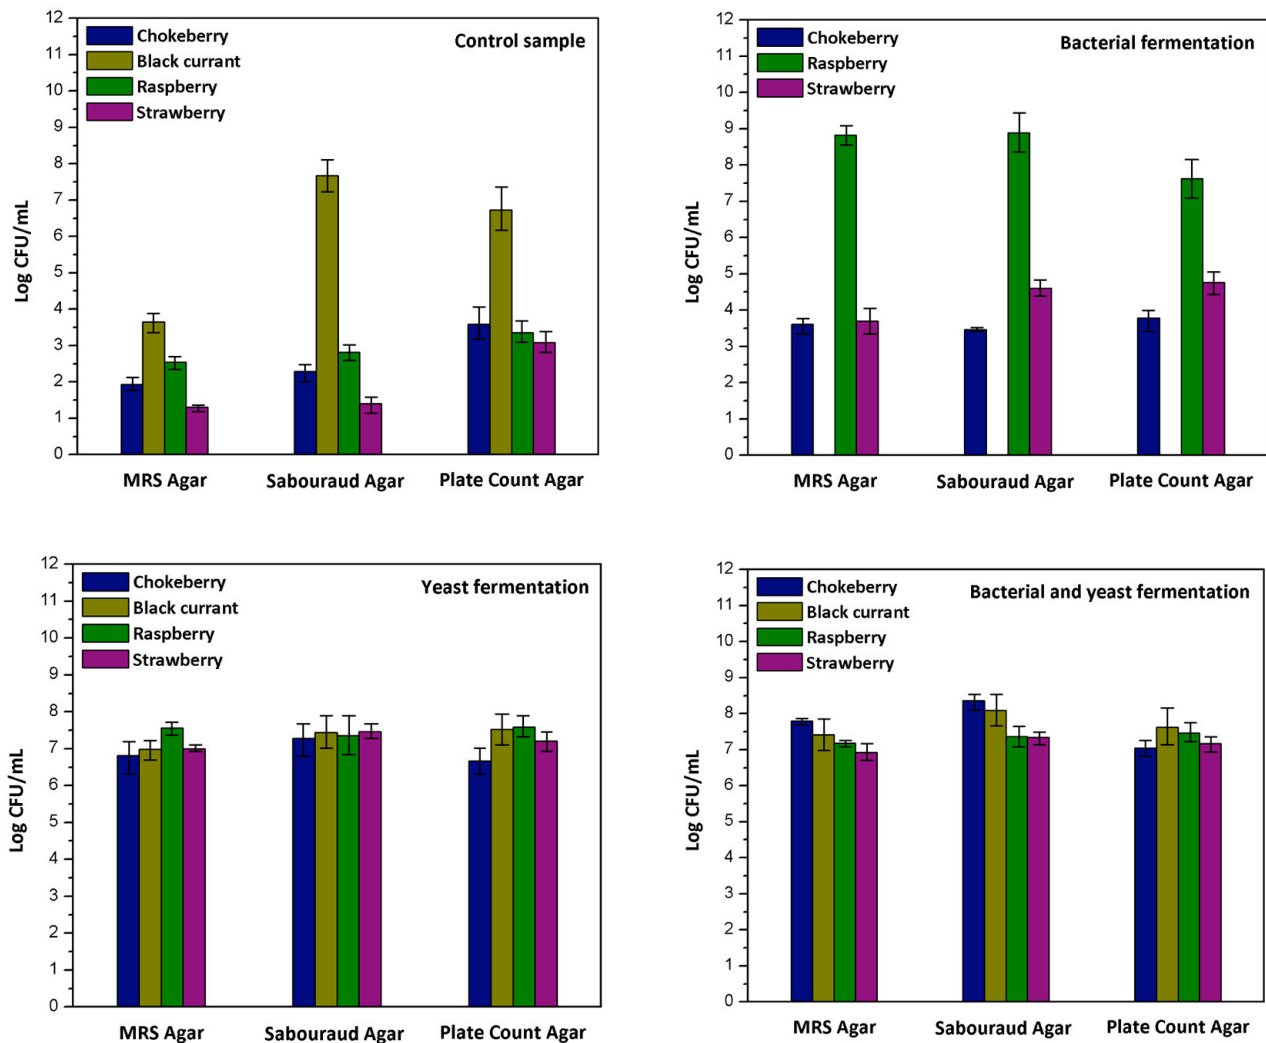 Control sample
Chokeberry
Black currant
Raspberry
Strawberry
Log CFU/mL
12
11
10
9
8
7
6
5
4
3
2
1
0
MRS Agar
Sabouraud Agar
Plate Count Agar
Bacterial fermentation
Chokeberry
Raspberry
Strawberry
Log CFU/mL
12
11
10
9
8
7
6
5
4
3
2
1
0
MRS Agar
Sabouraud Agar
Plate Count Agar
Yeast fermentation
Chokeberry
Black currant
Raspberry
Strawberry
Log CFU/mL
12
11
10
9
8
7
6
5
4
3
2
1
0
MRS Agar
Sabouraud Agar
Plate Count Agar
Bacterial and yeast fermentation
Chokeberry
Black currant
Raspberry
Strawberry
Log CFU/mL
12
11
10
9
8
7
6
5
4
3
2
1
0
MRS Agar
Sabouraud Agar
Plate Count Agar